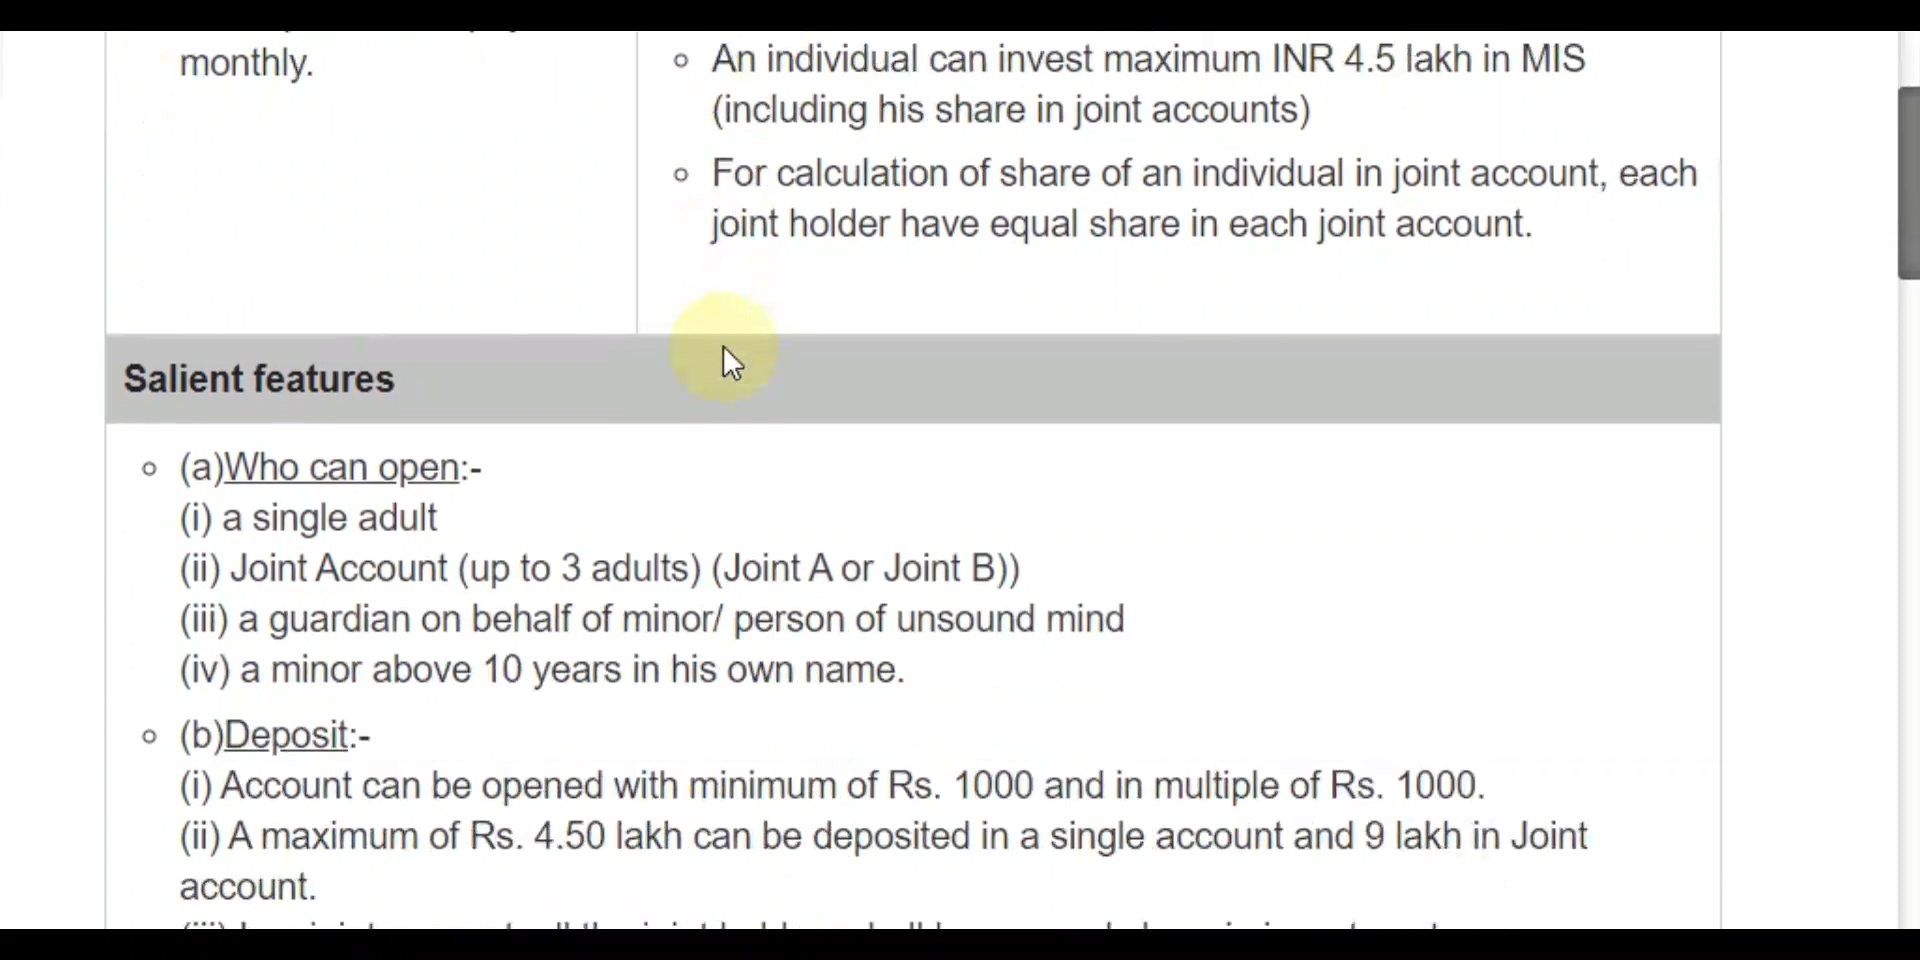 monthly.
◦ An individual can invest maximum INR 4.5 lakh in MIS
(including his share in joint accounts)
◦ For calculation of share of an individual in joint account, each
joint holder have equal share in each joint account.
Salient features
◦ (a)Who can open:-
(i) a single adult
(ii) Joint Account (up to 3 adults) (Joint A or Joint B))
(iii) a guardian on behalf of minor/ person of unsound mind
(iv) a minor above 10 years in his own name.
◦ (b)Deposit:-
(i) Account can be opened with minimum of Rs. 1000 and in multiple of Rs. 1000.
(ii) A maximum of Rs. 4.50 lakh can be deposited in a single account and 9 lakh in Joint
account.